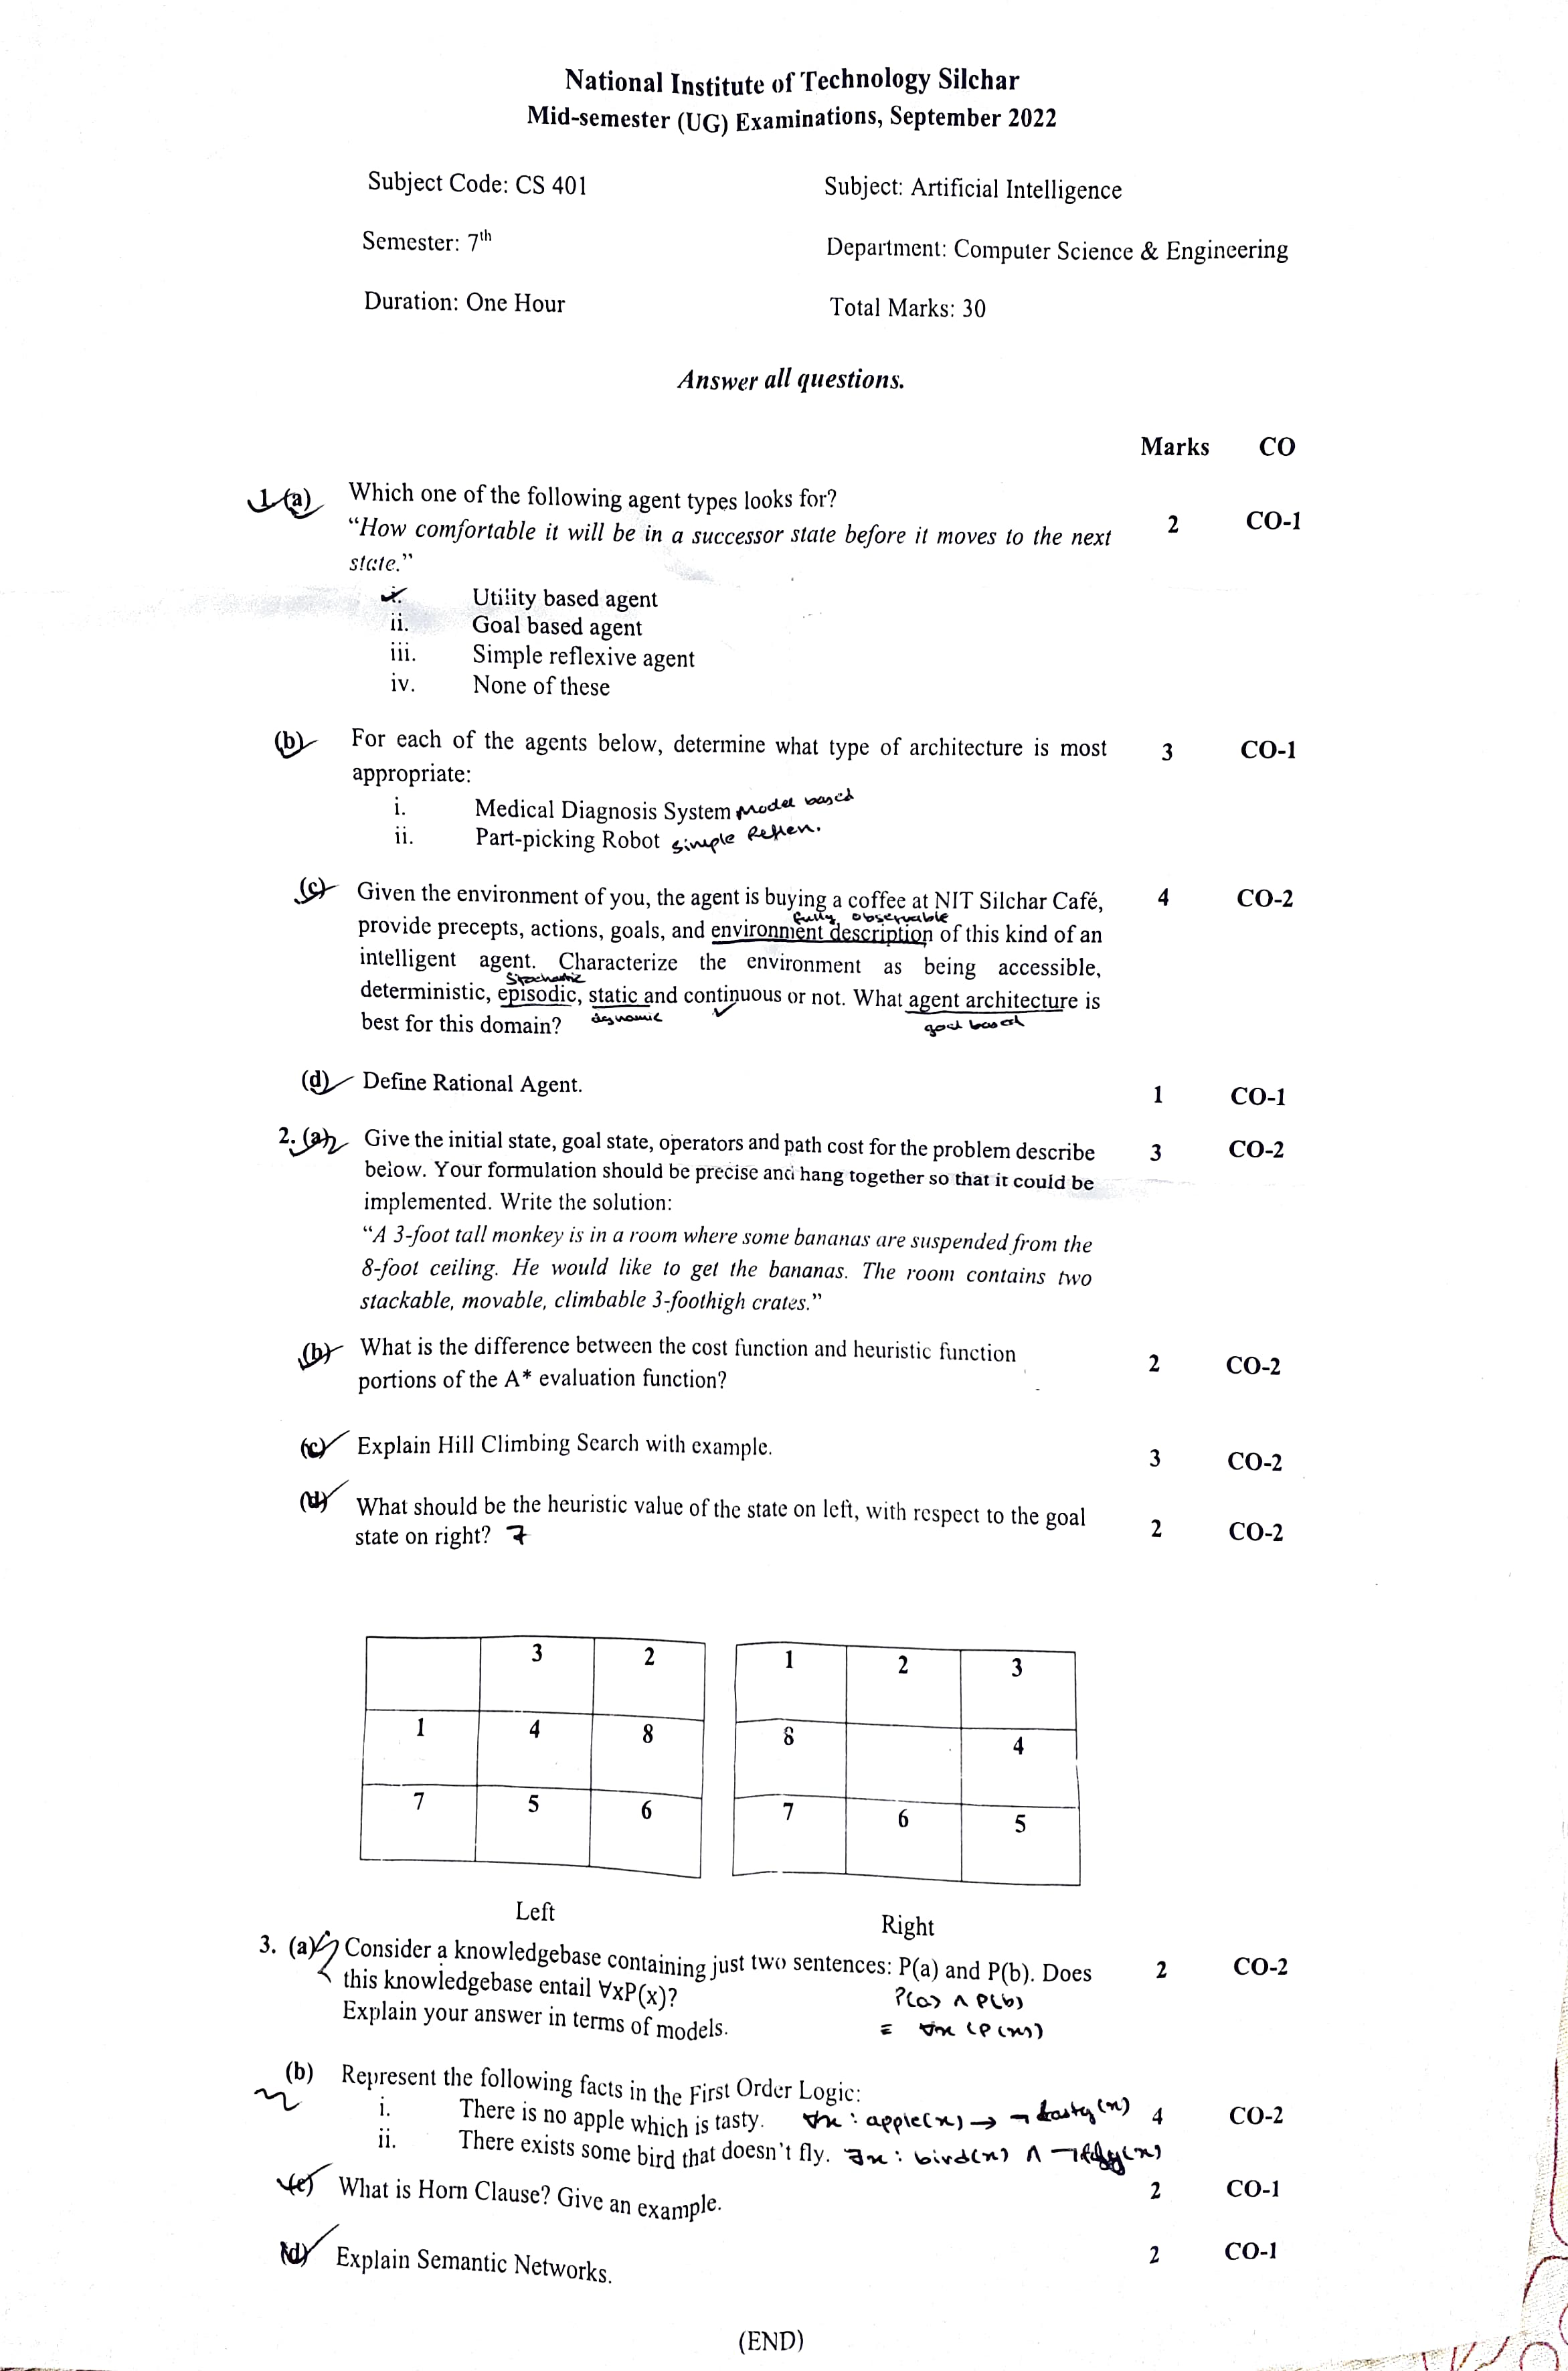 National Institute of Technology Silchar
Mid-semester (UG) Examinations, September 2022
Subject Code: CS 401 Subject: Artificial Intelligence
Semester: 7th Department: Computer Science & Engineering
Duration: One Hour Total Marks: 30
Answer all questions.
Marks CO
1.(a) Which one of the following agent types looks for?
"How comfortable it will be in a successor state before it moves to the next 2 CO-1
state."
i. Utility based agent
ii. Goal based agent
iii. Simple reflexive agent
iv. None of these
(b) For each of the agents below, determine what type of architecture is most 3 CO-1
appropriate:
i. Medical Diagnosis System model based
ii. Part-picking Robot simple Reflex.
(c) Given the environment of you, the agent is buying a coffee at NIT Silchar Café, 4 CO-2
fully observable
provide precepts, actions, goals, and environment description of this kind of an
intelligent agent. Characterize the environment as being accessible,
Stochastic
deterministic, episodic, static and continuous or not. What agent architecture is
best for this domain? dynamic goal based
(d) Define Rational Agent. 1 CO-1
2. (a) Give the initial state, goal state, operators and path cost for the problem describe 3 CO-2
below. Your formulation should be precise and hang together so that it could be
implemented. Write the solution:
"A 3-foot tall monkey is in a room where some bananas are suspended from the
8-foot ceiling. He would like to get the bananas. The room contains two
stackable, movable, climbable 3-foothigh crates."
(b) What is the difference between the cost function and heuristic function 2 CO-2
portions of the A* evaluation function?
(c) Explain Hill Climbing Search with example. 3 CO-2
(d) What should be the heuristic value of the state on left, with respect to the goal 2 CO-2
state on right? 7
3 2 1 2 3
1 4 8 8 4
7 5 6 7 6 5
Left Right
3. (a) Consider a knowledgebase containing just two sentences: P(a) and P(b). Does 2 CO-2
this knowledgebase entail ∀xP(x)?
P(a) ∧ P(b)
Explain your answer in terms of models.
≡ ∀x (P(x))
(b) Represent the following facts in the First Order Logic:
i. There is no apple which is tasty. ∀x : apple(x) → ¬ tasty(x) 4 CO-2
ii. There exists some bird that doesn't fly. ∃x : bird(x) ∧ ¬ fly(x)
(c) What is Horn Clause? Give an example. 2 CO-1
(d) Explain Semantic Networks. 2 CO-1
(END)